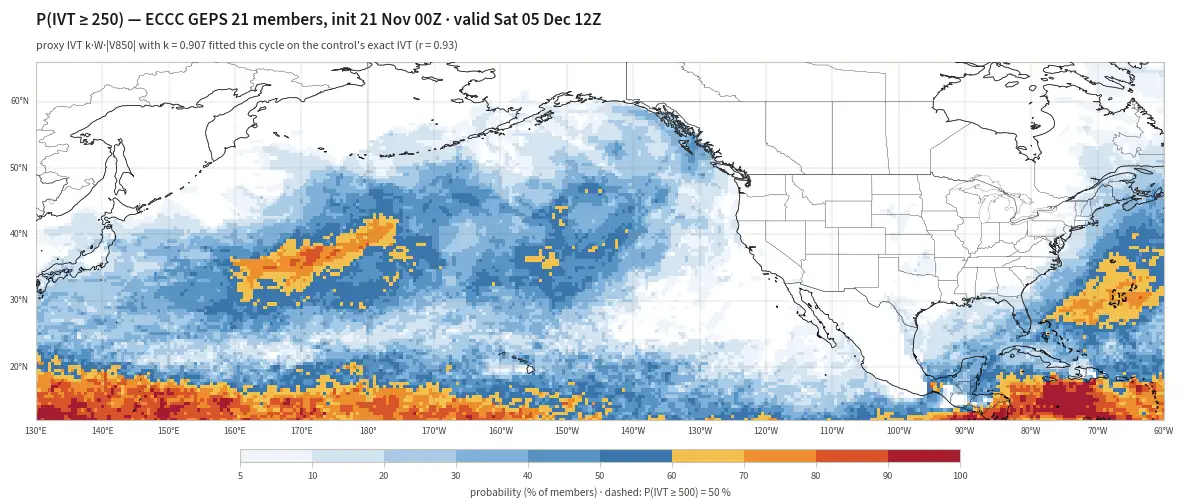 P(IVT ≥ 250) — ECCC GEPS 21 members, init 21 Nov 00Z · valid Sat 05 Dec 12Z
proxy IVT k·W·|V850| with k = 0.907 fitted this cycle on the control's exact IVT (r = 0.93)
60°N
50°N
40°N
30°N
20°N
130°E 140°E 150°E 160°E 170°E 180° 170°W 160°W 150°W 140°W 130°W 120°W 110°W 100°W 90°W 80°W 70°W 60°W
5 10 20 30 40 50 60 70 80 90 100
probability (% of members) · dashed: P(IVT ≥ 500) = 50 %